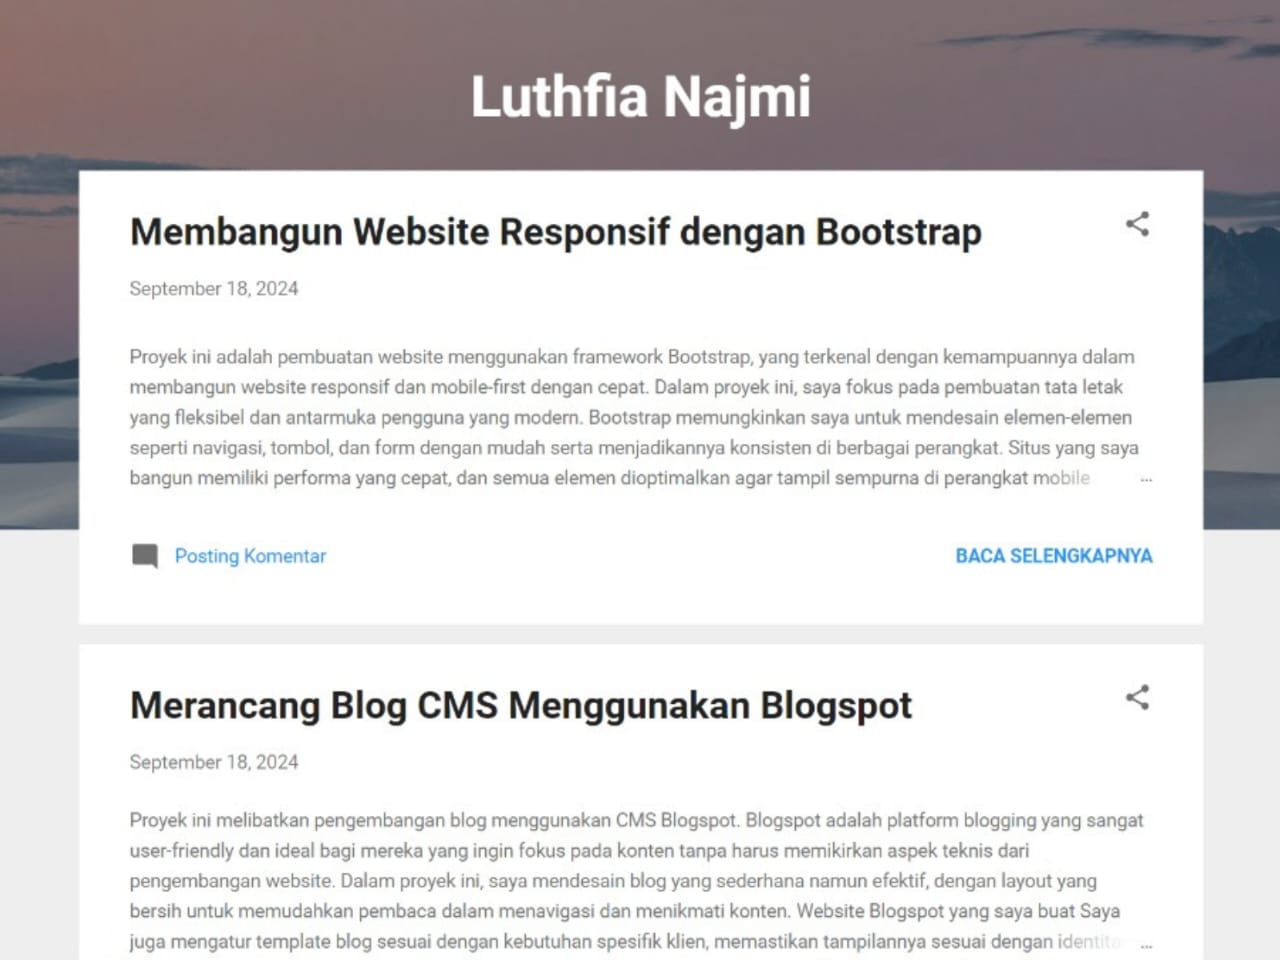 Luthfia Najmi
Membangun Website Responsif dengan Bootstrap
September 18, 2024
Proyek ini adalah pembuatan website menggunakan framework Bootstrap, yang terkenal dengan kemampuannya dalam
membangun website responsif dan mobile-first dengan cepat. Dalam proyek ini, saya fokus pada pembuatan tata letak
yang fleksibel dan antarmuka pengguna yang modern. Bootstrap memungkinkan saya untuk mendesain elemen-elemen
seperti navigasi, tombol, dan form dengan mudah serta menjadikannya konsisten di berbagai perangkat. Situs yang saya
bangun memiliki performa yang cepat, dan semua elemen dioptimalkan agar tampil sempurna di perangkat mobile ...
Posting Komentar
BACA SELENGKAPNYA
Merancang Blog CMS Menggunakan Blogspot
September 18, 2024
Proyek ini melibatkan pengembangan blog menggunakan CMS Blogspot. Blogspot adalah platform blogging yang sangat
user-friendly dan ideal bagi mereka yang ingin fokus pada konten tanpa harus memikirkan aspek teknis dari
pengembangan website. Dalam proyek ini, saya mendesain blog yang sederhana namun efektif, dengan layout yang
bersih untuk memudahkan pembaca dalam menavigasi dan menikmati konten. Website Blogspot yang saya buat Saya
juga mengatur template blog sesuai dengan kebutuhan spesifik klien, memastikan tampilannya sesuai dengan identitas ...